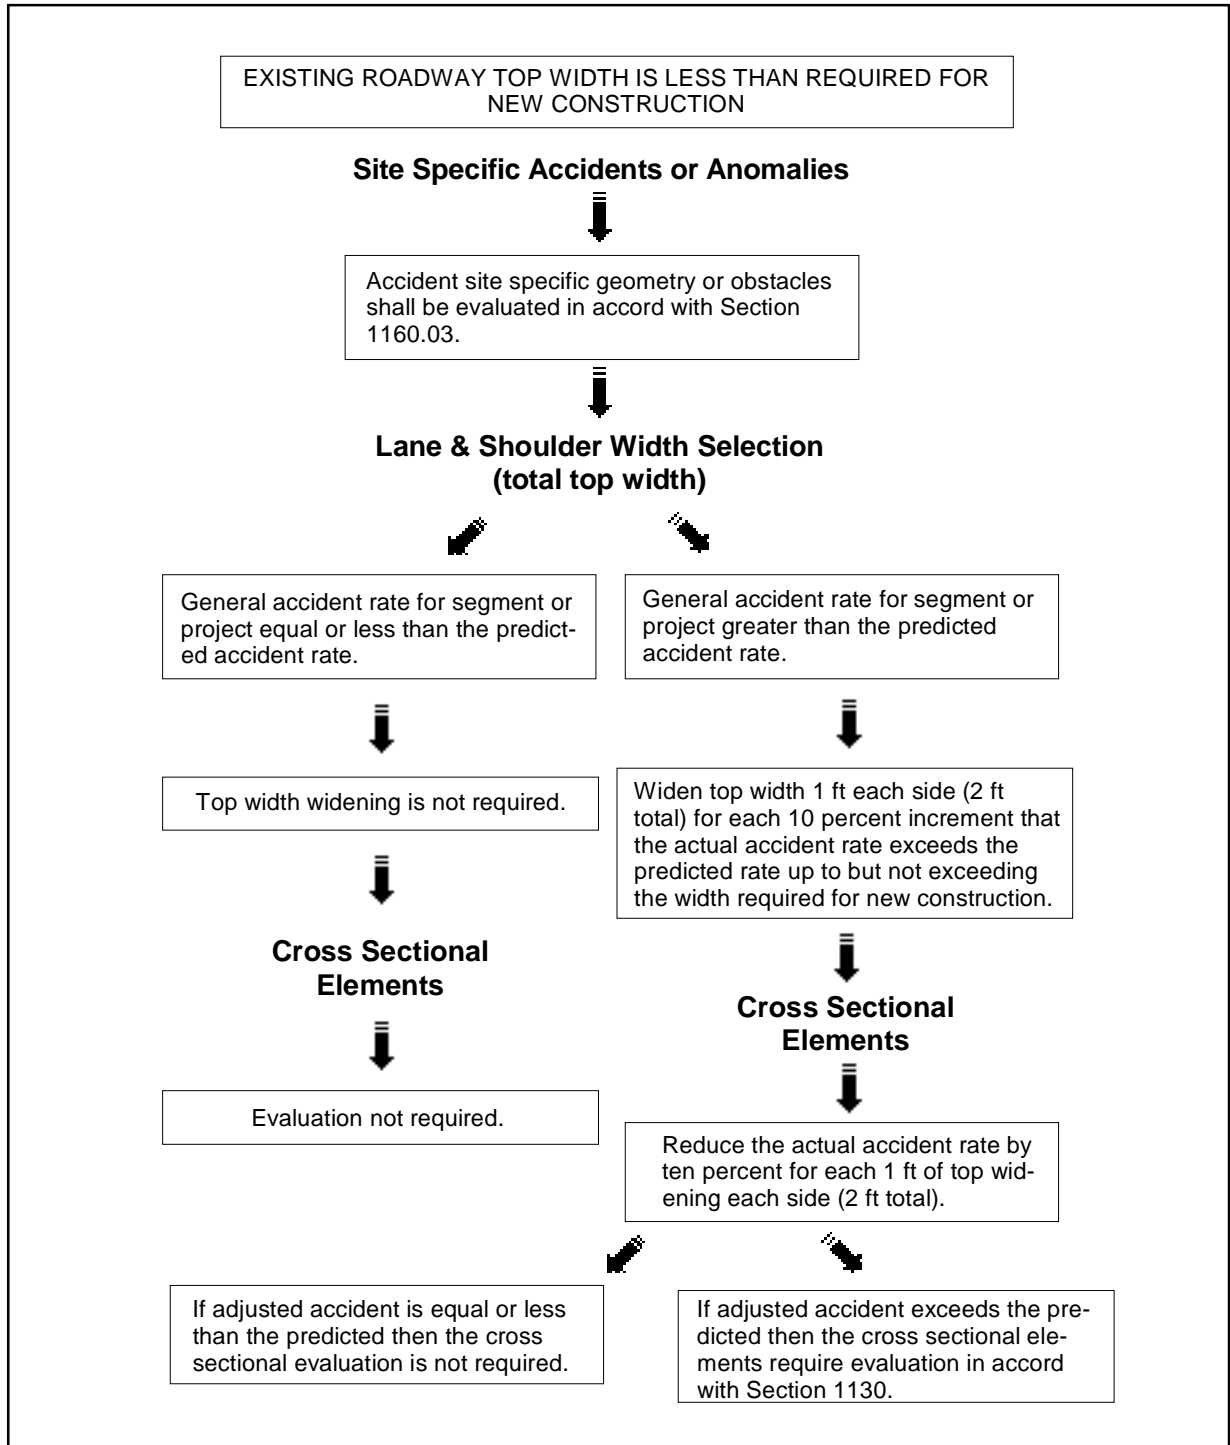 EXISTING ROADWAY TOP WIDTH IS LESS THAN REQUIRED FOR
NEW CONSTRUCTION
Site Specific Accidents or Anomalies
Accident site specific geometry or obstacles
shall be evaluated in accord with Section
1160.03.
Lane & Shoulder Width Selection
(total top width)
General accident rate for segment or
project equal or less than the predict-
ed accident rate.
General accident rate for segment or
project greater than the predicted
accident rate.
Top width widening is not required.
Widen top width 1 ft each side (2 ft
total) for each 10 percent increment that
the actual accident rate exceeds the
predicted rate up to but not exceeding
the width required for new construction.
Cross Sectional
Elements
Cross Sectional
Elements
Evaluation not required.
Reduce the actual accident rate by
ten percent for each 1 ft of top wid-
ening each side (2 ft total).
If adjusted accident is equal or less
than the predicted then the cross
sectional evaluation is not required.
If adjusted accident exceeds the pre-
dicted then the cross sectional ele-
ments require evaluation in accord
with Section 1130.